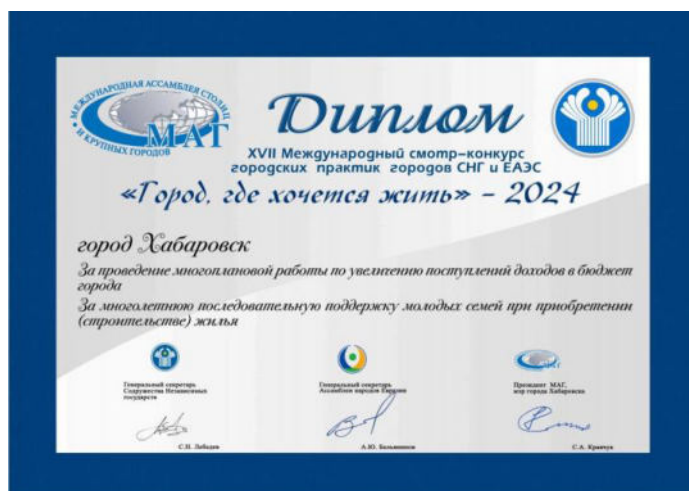 • МЕЖДУНАРОДНАЯ АССАМБЛЕЯ СТОЛИЦ
И КРУПНЫХ ГОРОДОВ
МАГ
Диплом
XVII Международный смотр-конкурс
городских практик городов СНГ и ЕАЭС
«Город, где хочется жить» - 2024
город Хабаровск
За проведение многоплановой работы по увеличению поступлений доходов в бюджет
города
За многолетнюю последовательную поддержку молодых семей при приобретении
(строительстве) жилья
Генеральный секретарь
Содружества Независимых
государств
Генеральный секретарь
Ассамблеи народов Евразии
Президент МАГ,
мэр города Хабаровска
С.Н. Лебедев
А.Ю. Бельянинов
С.А. Кравчук